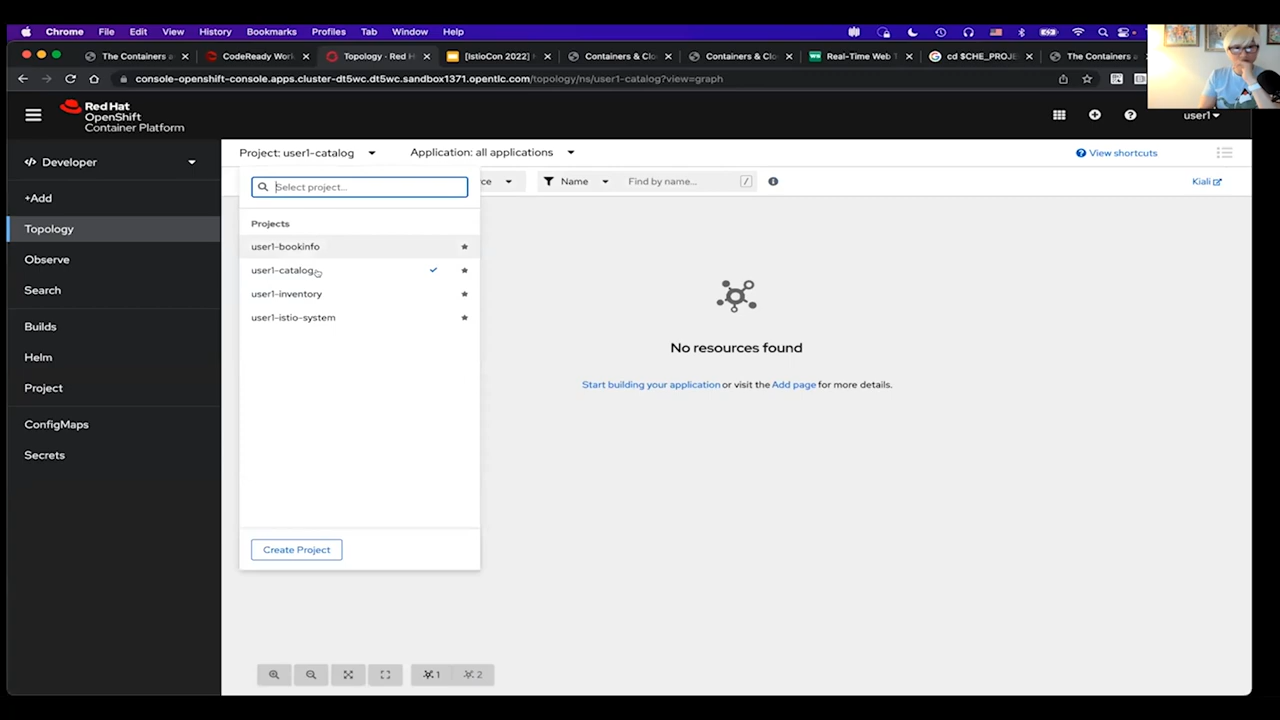 Chrome File Edit View History Bookmarks Profiles Tab Window Help
The Containers a
CodeReady Wor
Topology - Red H
[IstioCon 2022]
Containers & Clo
Containers & Clo
Real-Time Web
cd $CHE_PROJE
The Containers a
console-openshift-console.apps.cluster-dt5wc.dt5wc.sandbox1371.opentlc.com/topology/ns/user1-catalog?view=graph
Red Hat
OpenShift
Container Platform
user1
Developer
+Add
Topology
Observe
Search
Builds
Helm
Project
ConfigMaps
Secrets
Project: user1-catalog
Application: all applications
View shortcuts
Select project...
Name
Find by name...
/
Kiali
Projects
user1-bookinfo
user1-catalog
user1-inventory
user1-istio-system
Create Project
No resources found
Start building your application or visit the Add page for more details.
1
2